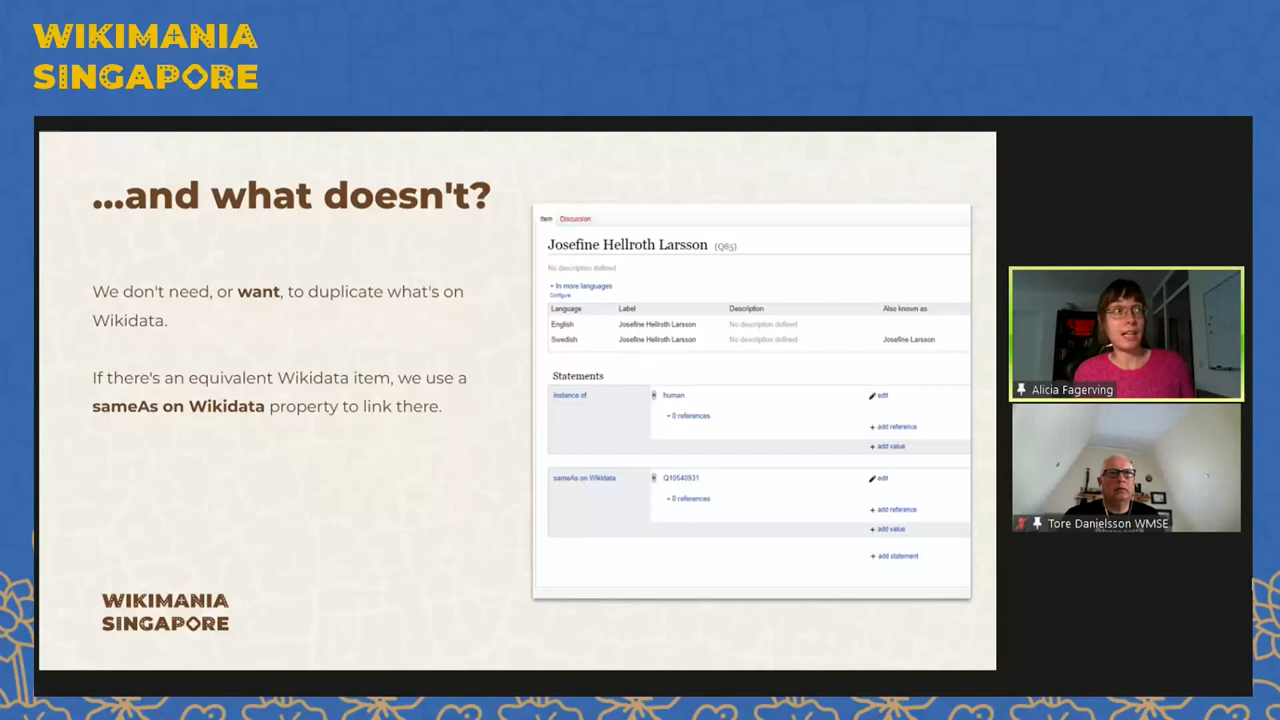 WIKIMANIA
SINGAPORE
...and what doesn't?
We don't need, or want, to duplicate what's on
Wikidata.
If there's an equivalent Wikidata item, we use a
sameAs on Wikidata property to link there.
WIKIMANIA
SINGAPORE
Item Discussion
Josefine Hellroth Larsson (Q85)
No description defined
In more languages
Configure
Language Label Description Also known as
English Josefine Hellroth Larsson No description defined
Swedish Josefine Hellroth Larsson No description defined Josefine Larsson
Statements
instance of human edit
0 references
+ add reference
+ add value
sameAs on Wikidata Q10540931 edit
0 references
+ add reference
+ add value
+ add statement
Alicia Fagerving
Tore Danielsson WMSE